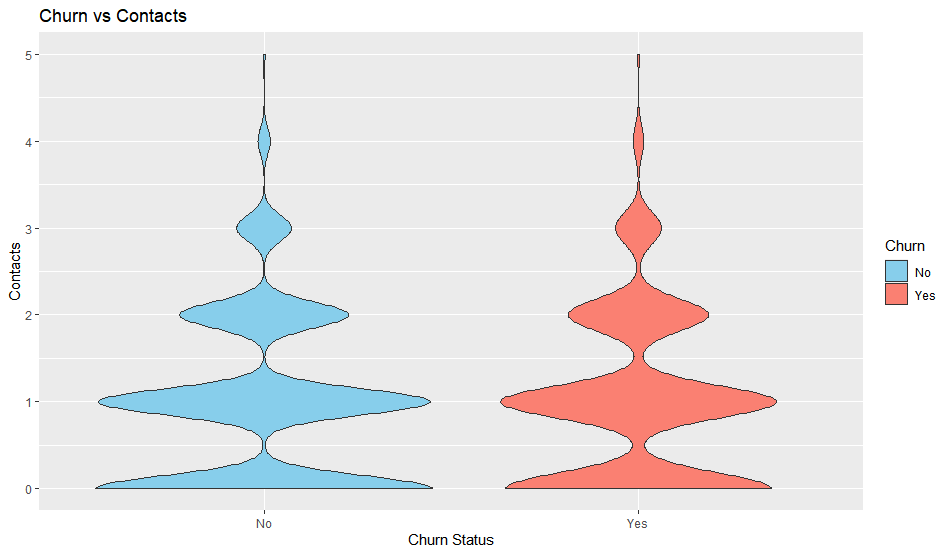 Churn vs Contacts
5
4
3
2
1
0
Contacts
No
Yes
Churn Status
Churn
No
Yes